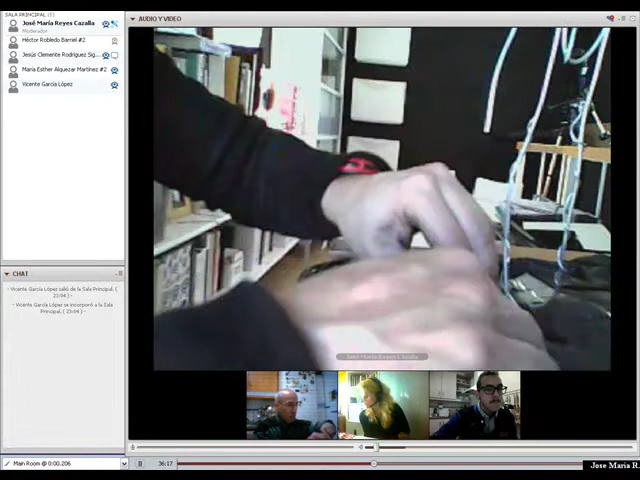 SALA PRINCIPAL (5)
José María Reyes Cazalla
Moderador
Héctor Robledo Barriel #2
Jesús Clemente Rodríguez Sig...
María Esther Alquezar Martínez #2
Vicente García López
AUDIO Y VIDEO
CHAT
- Vicente García López salió de la Sala Principal. (
23:04 ) -
- Vicente García López se incorporó a la Sala
Principal. ( 23:04 ) -
José María Reyes Cazalla
Main Room @ 0:00.206
36:17
Jose Maria R.